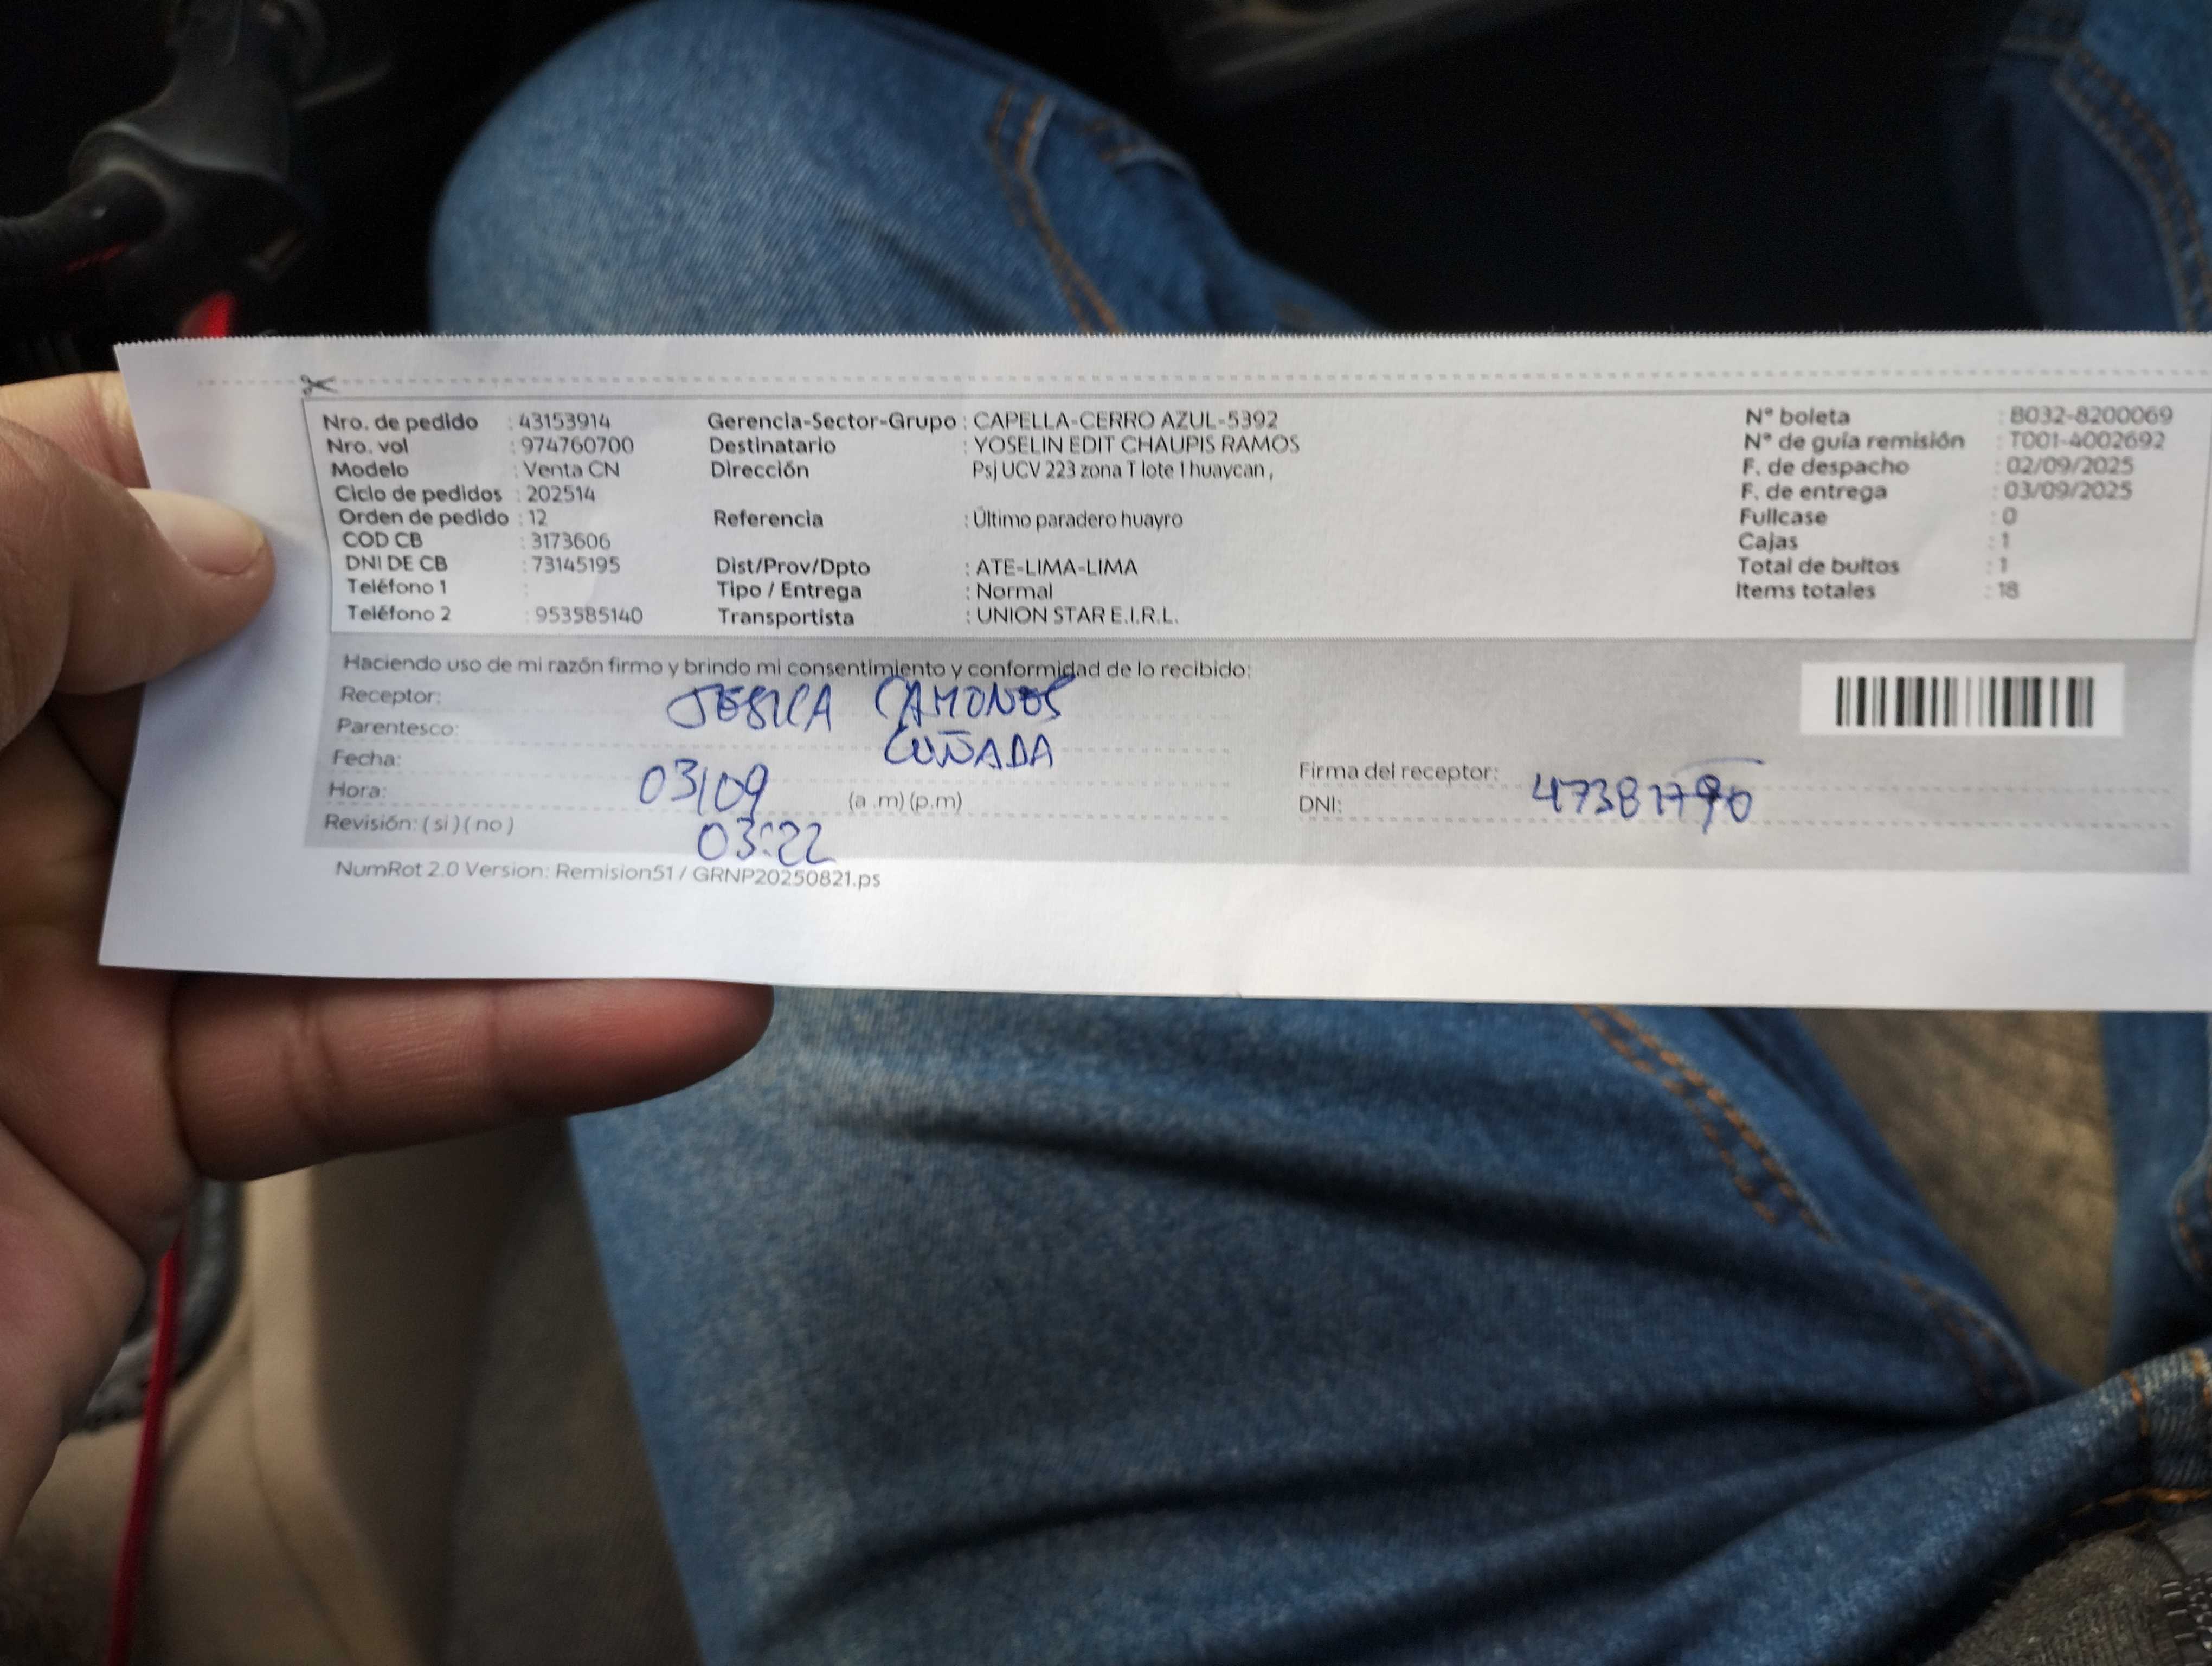 Nro. de pedido : 43153914 Gerencia-Sector-Grupo : CAPELLA-CERRO AZUL-5392 N° boleta : B032-8200069
Nro. vol : 974760700 Destinatario : YOSELIN EDIT CHAUPIS RAMOS N° de guía remisión : T001-4002692
Modelo : Venta CN Dirección Psj UCV 223 zona T lote 1 huaycan , F. de despacho : 02/09/2025
Ciclo de pedidos : 202514 F. de entrega : 03/09/2025
Orden de pedido : 12 Referencia : Último paradero huayro Fullcase : 0
COD CB : 3173606 Cajas : 1
DNI DE CB : 73145195 Dist/Prov/Dpto : ATE-LIMA-LIMA Total de bultos : 1
Teléfono 1 : Tipo / Entrega : Normal Items totales : 18
Teléfono 2 : 953585140 Transportista : UNION STAR E.I.R.L.
Haciendo uso de mi razón firmo y brindo mi consentimiento y conformidad de lo recibido:
Receptor: JESICA CAMONES
Parentesco: CUÑADA
Fecha: 03/09 Firma del receptor:
Hora: (a .m) (p.m) DNI:
Revisión: ( si ) ( no ) 03:22
NumRot 2.0 Version: Remision51 / GRNP20250821.ps